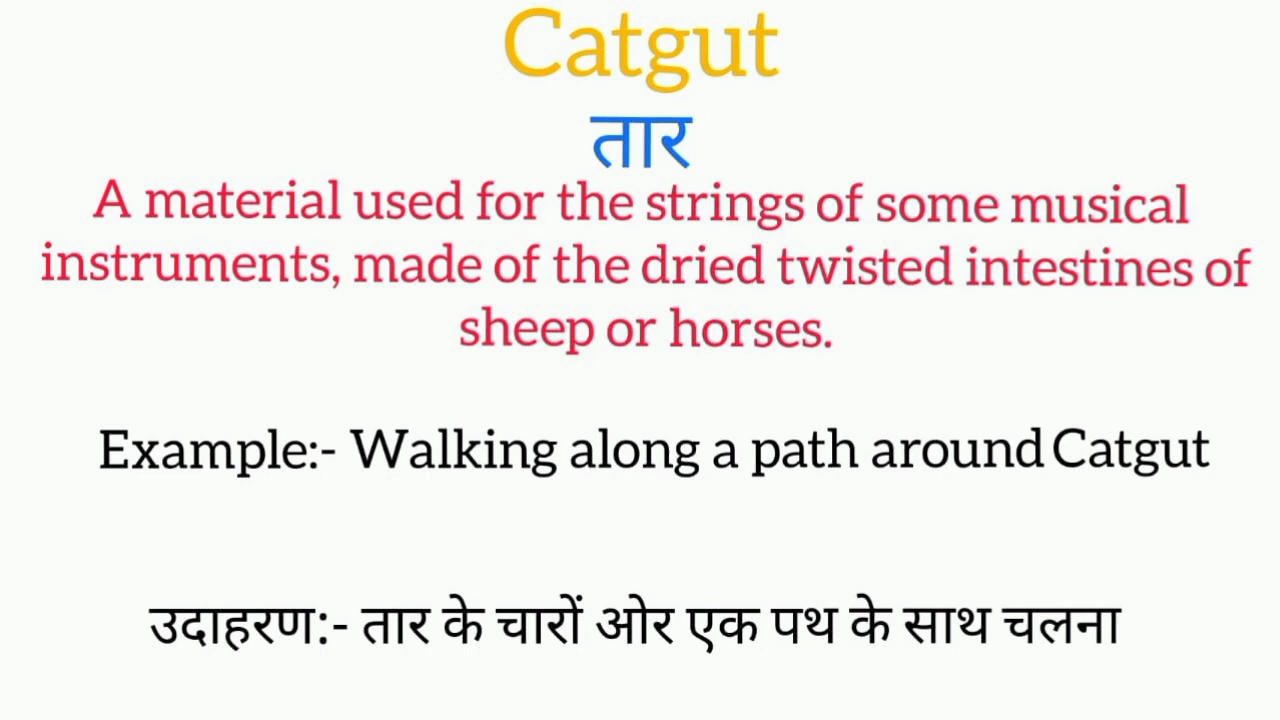 Catgut
तार
A material used for the strings of some musical
instruments, made of the dried twisted intestines of
sheep or horses.
Example:- Walking along a path around Catgut
उदाहरण:- तार के चारों ओर एक पथ के साथ चलना